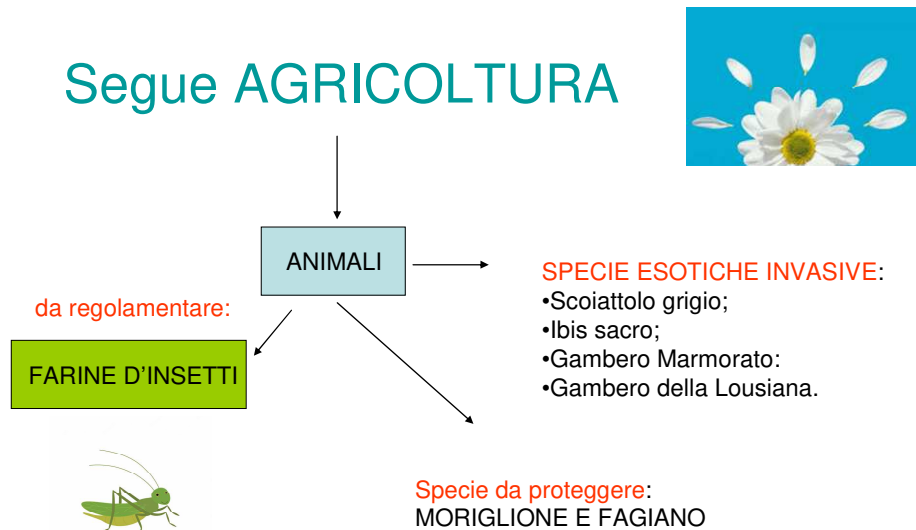 Segue AGRICOLTURA
ANIMALI
da regolamentare:
FARINE D'INSETTI
SPECIE ESOTICHE INVASIVE:
•Scoiattolo grigio;
•Ibis sacro;
•Gambero Marmorato:
•Gambero della Lousiana.
Specie da proteggere:
MORIGLIONE E FAGIANO